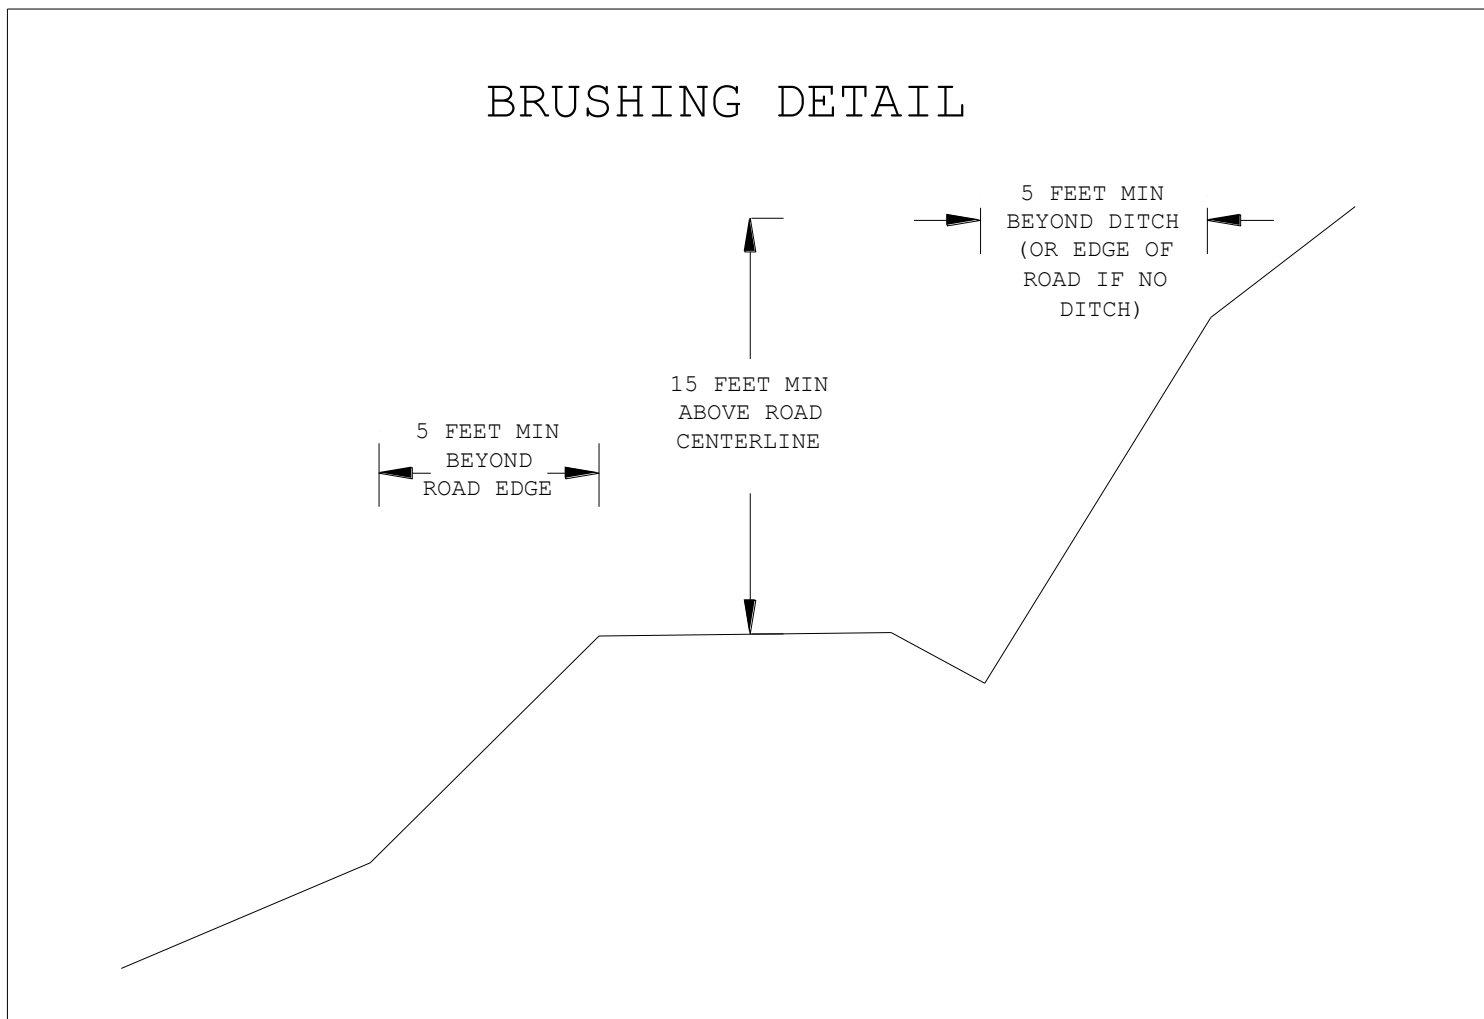 BRUSHING DETAIL
5 FEET MIN
BEYOND DITCH
(OR EDGE OF
ROAD IF NO
DITCH)
15 FEET MIN
ABOVE ROAD
CENTERLINE
5 FEET MIN
BEYOND
ROAD EDGE